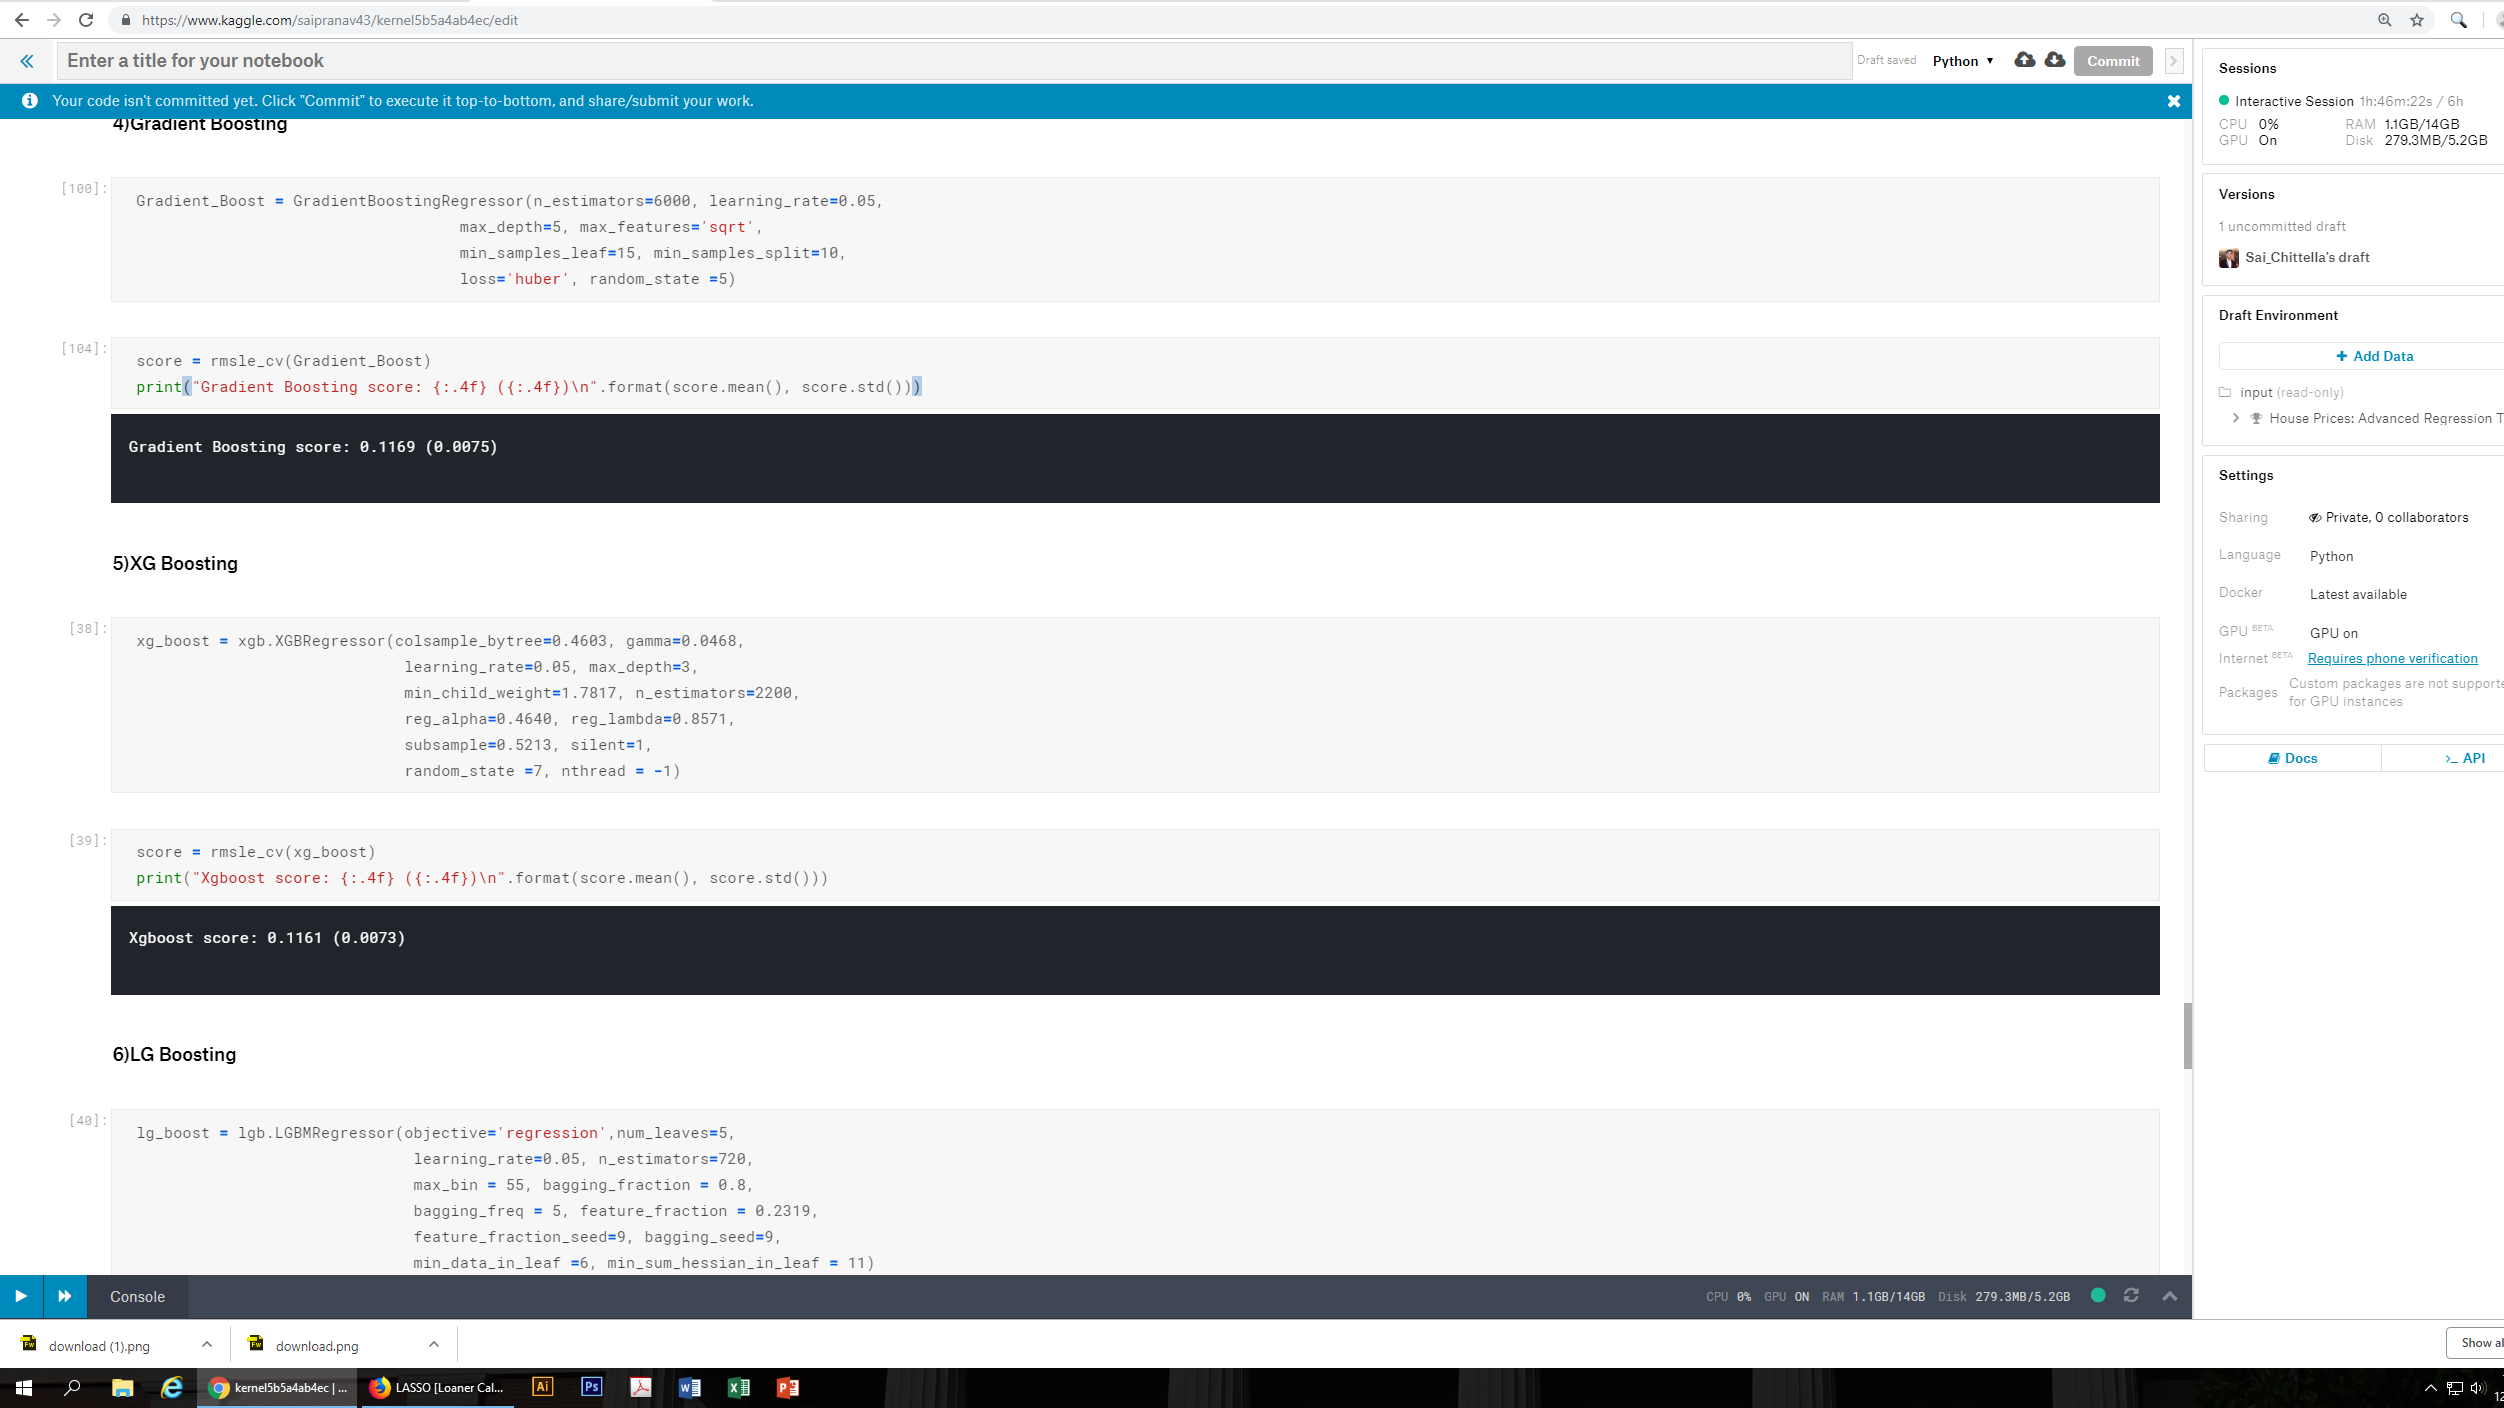 https://www.kaggle.com/saipranav43/kernel5b5a4ab4ec/edit
Enter a title for your notebook
Draft saved
Python
Commit
Your code isn't committed yet. Click "Commit" to execute it top-to-bottom, and share/submit your work.
4)Gradient Boosting
[100]:
Gradient_Boost = GradientBoostingRegressor(n_estimators=6000, learning_rate=0.05,
max_depth=5, max_features='sqrt',
min_samples_leaf=15, min_samples_split=10,
loss='huber', random_state =5)
[104]:
score = rmsle_cv(Gradient_Boost)
print("Gradient Boosting score: {:.4f} ({:.4f})\n".format(score.mean(), score.std()))
Gradient Boosting score: 0.1169 (0.0075)
5)XG Boosting
[38]:
xg_boost = xgb.XGBRegressor(colsample_bytree=0.4603, gamma=0.0468,
learning_rate=0.05, max_depth=3,
min_child_weight=1.7817, n_estimators=2200,
reg_alpha=0.4640, reg_lambda=0.8571,
subsample=0.5213, silent=1,
random_state =7, nthread = -1)
[39]:
score = rmsle_cv(xg_boost)
print("Xgboost score: {:.4f} ({:.4f})\n".format(score.mean(), score.std()))
Xgboost score: 0.1161 (0.0073)
6)LG Boosting
[40]:
lg_boost = lgb.LGBMRegressor(objective='regression',num_leaves=5,
learning_rate=0.05, n_estimators=720,
max_bin = 55, bagging_fraction = 0.8,
bagging_freq = 5, feature_fraction = 0.2319,
feature_fraction_seed=9, bagging_seed=9,
min_data_in_leaf =6, min_sum_hessian_in_leaf = 11)
Console
CPU 0% GPU ON RAM 1.1GB/14GB Disk 279.3MB/5.2GB
Sessions
Interactive Session 1h:46m:22s / 6h
CPU 0% RAM 1.1GB/14GB
GPU On Disk 279.3MB/5.2GB
Versions
1 uncommitted draft
Sai_Chittella's draft
Draft Environment
Add Data
input (read-only)
House Prices: Advanced Regression T
Settings
Sharing Private, 0 collaborators
Language Python
Docker Latest available
GPU BETA GPU on
Internet BETA Requires phone verification
Packages Custom packages are not supporte
for GPU instances
Docs
>_ API
download (1).png
download.png
Show al
kernel5b5a4ab4ec | ...
LASSO [Loaner Cal...
Ai
Ps
12